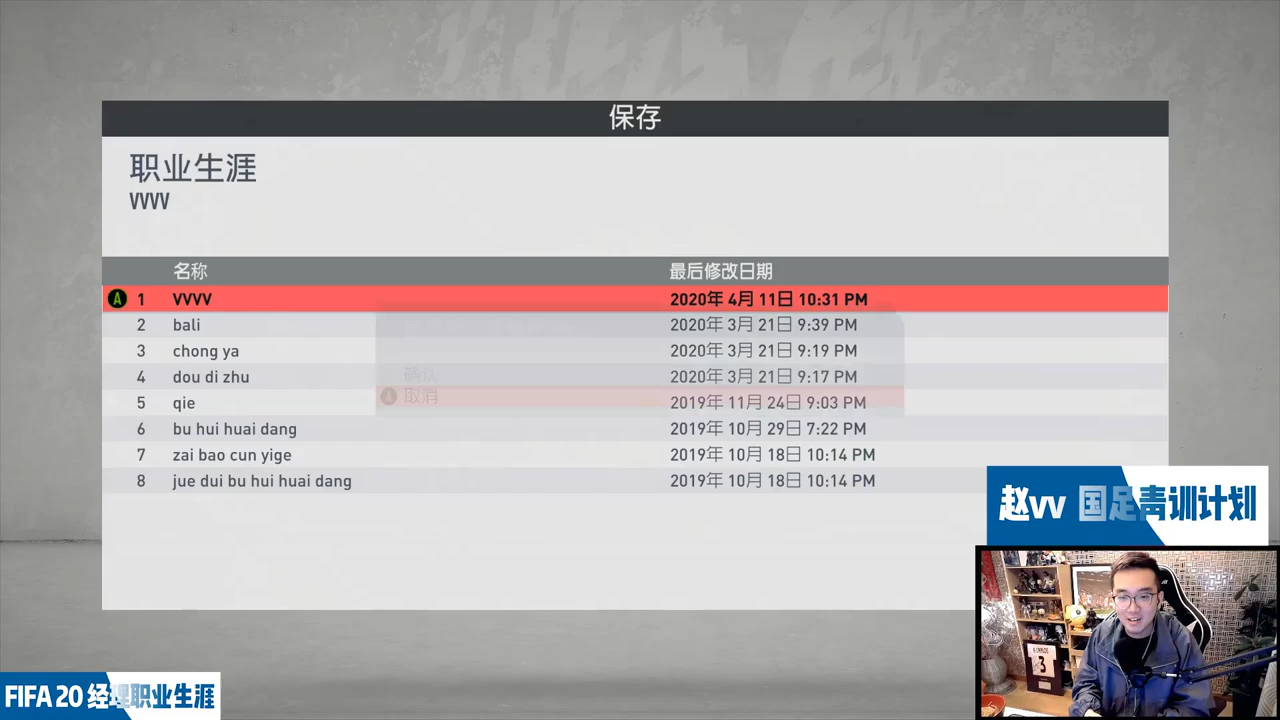 保存
职业生涯
VVVV
名称 最后修改日期
A 1 VVVV 2020年 4月 11日 10:31 PM
2 bali 2020年 3月 21日 9:39 PM
3 chong ya 2020年 3月 21日 9:19 PM
4 dou di zhu 2020年 3月 21日 9:17 PM
5 qie 2019年 11月 24日 9:03 PM
6 bu hui huai dang 2019年 10月 29日 7:22 PM
7 zai bao cun yige 2019年 10月 18日 10:14 PM
8 jue dui bu hui huai dang 2019年 10月 18日 10:14 PM
确认
A 取消
赵vv 国足青训计划
3
FIFA 20 经理职业生涯